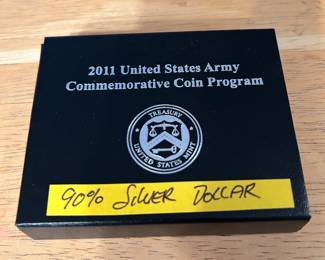 2011 United States Army
Commemorative Coin Program
TREASURY
UNITED STATES MINT
90% SILVER DOLLAR